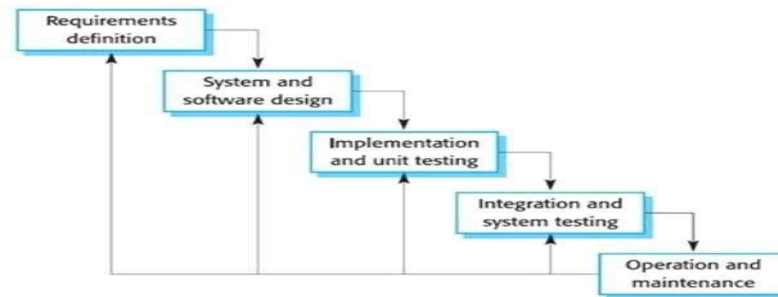 Requirements
definition
System and
software design
Implementation
and unit testing
Integration and
system testing
Operation and
maintenance